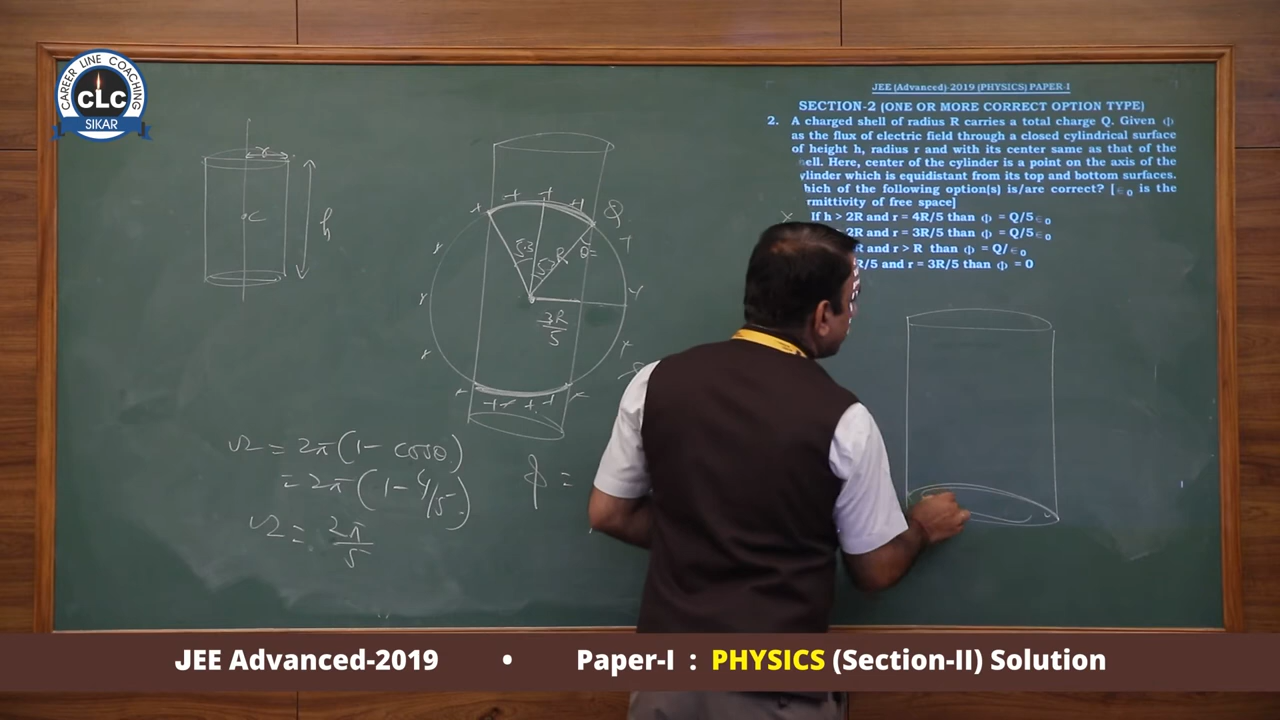 CAREER LINE COACHING
CLC
SIKAR
JEE (Advanced)-2019 (PHYSICS) PAPER-I
SECTION-2 (ONE OR MORE CORRECT OPTION TYPE)
2. A charged shell of radius R carries a total charge Q. Given Φ
as the flux of electric field through a closed cylindrical surface
of height h, radius r and with its center same as that of the
ell. Here, center of the cylinder is a point on the axis of the
ylinder which is equidistant from its top and bottom surfaces.
hich of the following option(s) is/are correct? [∈0 is the
rmittivity of free space]
× If h > 2R and r = 4R/5 than Φ = Q/5∈0
2R and r = 3R/5 than Φ = Q/5∈0
R and r > R than Φ = Q/∈0
R/5 and r = 3R/5 than Φ = 0
r
C
h
+ + +
Q
53
53
R
θ=
3R/5
+ + + +
Ω = 2π(1 - cosθ)
= 2π(1 - 4/5)
Ω = 2π/5
ϕ =
JEE Advanced-2019 • Paper-I : PHYSICS (Section-II) Solution